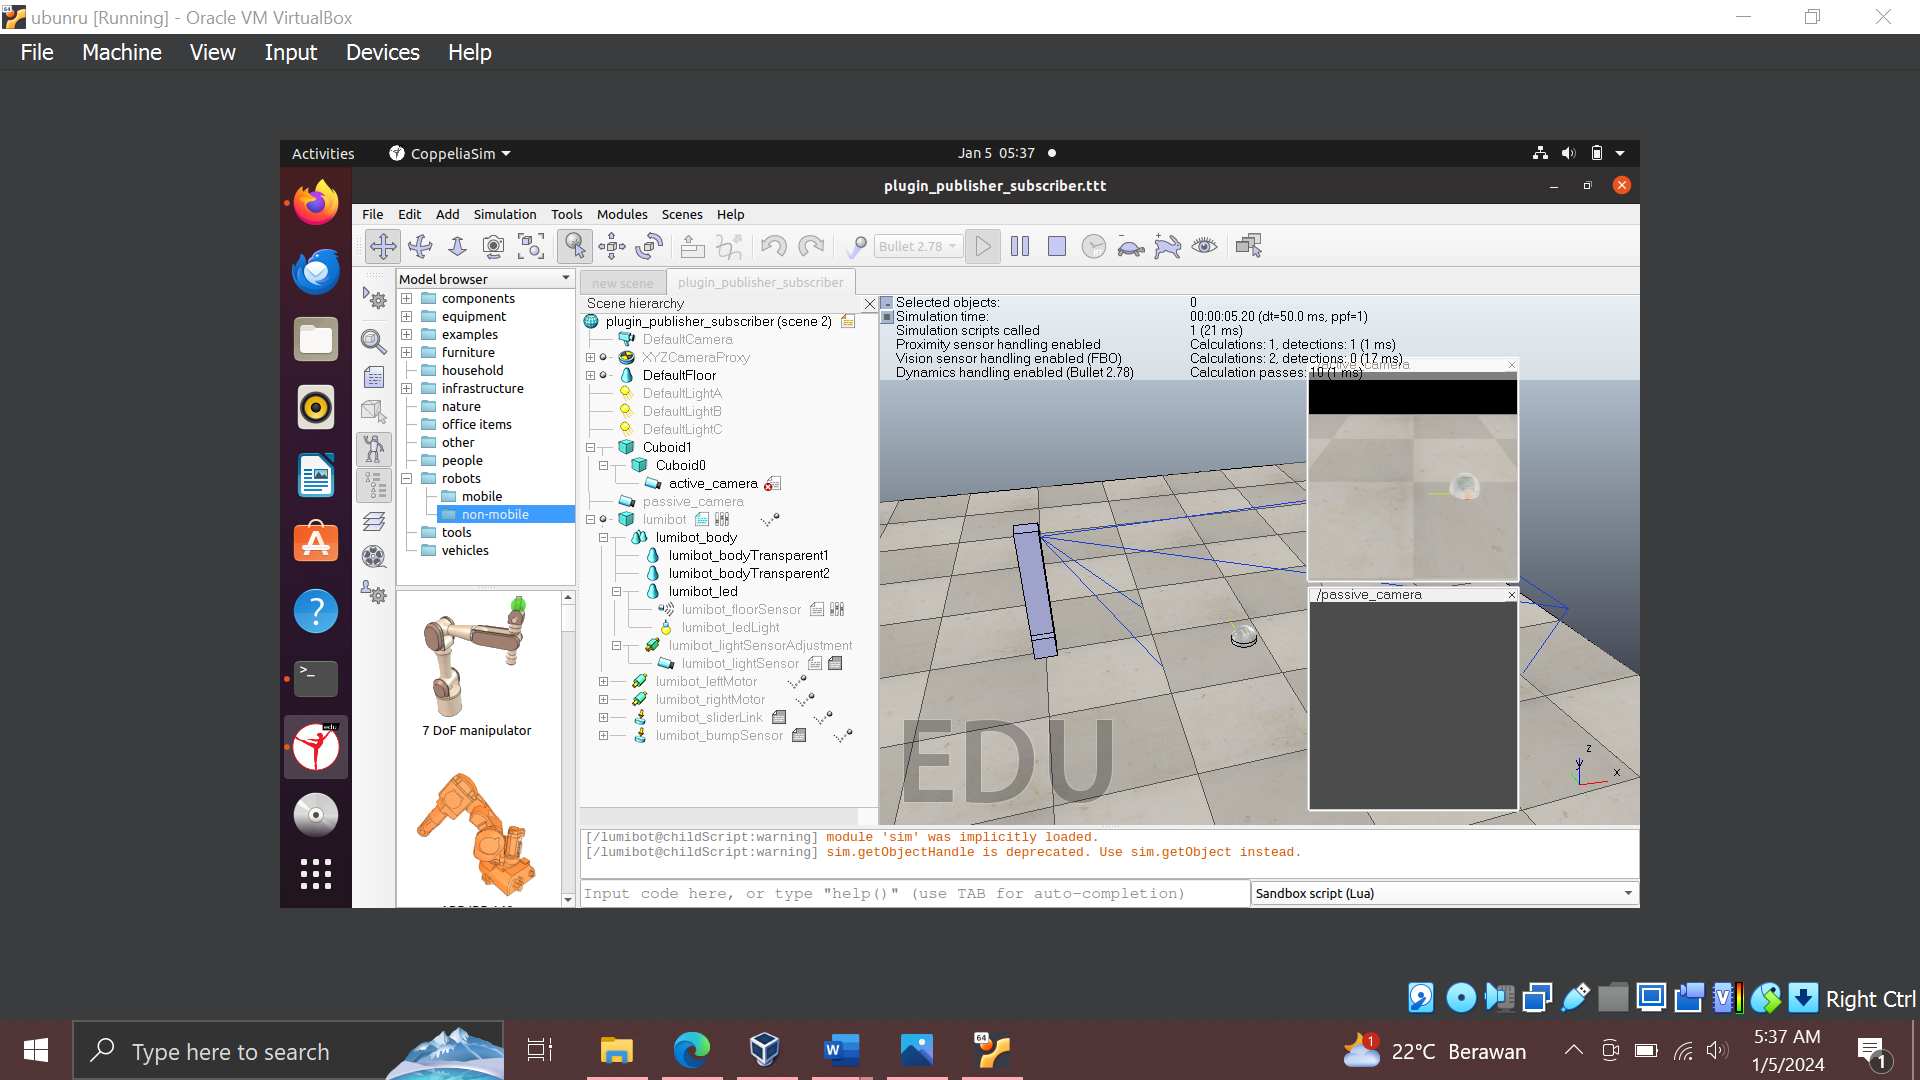 ubunru [Running] - Oracle VM VirtualBox
File Machine View Input Devices Help
Activities CoppeliaSim Jan 5 05:37
plugin_publisher_subscriber.ttt
File Edit Add Simulation Tools Modules Scenes Help
Bullet 2.78
Model browser
components
equipment
examples
furniture
household
infrastructure
nature
office items
other
people
robots
mobile
non-mobile
tools
vehicles
7 DoF manipulator
new scene plugin_publisher_subscriber
Scene hierarchy
plugin_publisher_subscriber (scene 2)
DefaultCamera
XYZCameraProxy
DefaultFloor
DefaultLightA
DefaultLightB
DefaultLightC
Cuboid1
Cuboid0
active_camera
passive_camera
lumibot
lumibot_body
lumibot_bodyTransparent1
lumibot_bodyTransparent2
lumibot_led
lumibot_floorSensor
lumibot_ledLight
lumibot_lightSensorAdjustment
lumibot_lightSensor
lumibot_leftMotor
lumibot_rightMotor
lumibot_sliderLink
lumibot_bumpSensor
Selected objects: 0
Simulation time: 00:00:05.20 (dt=50.0 ms, ppf=1)
Simulation scripts called 1 (21 ms)
Proximity sensor handling enabled Calculations: 1, detections: 1 (1 ms)
Vision sensor handling enabled (FBO) Calculations: 2, detections: 0 (17 ms)
Dynamics handling enabled (Bullet 2.78) Calculation passes: 10 (1 ms)
/passive_camera
EDU
z
y
x
[/lumibot@childScript:warning] module 'sim' was implicitly loaded.
[/lumibot@childScript:warning] sim.getObjectHandle is deprecated. Use sim.getObject instead.
Input code here, or type "help()" (use TAB for auto-completion) Sandbox script (Lua)
Right Ctrl
Type here to search
22°C Berawan
5:37 AM
1/5/2024
1